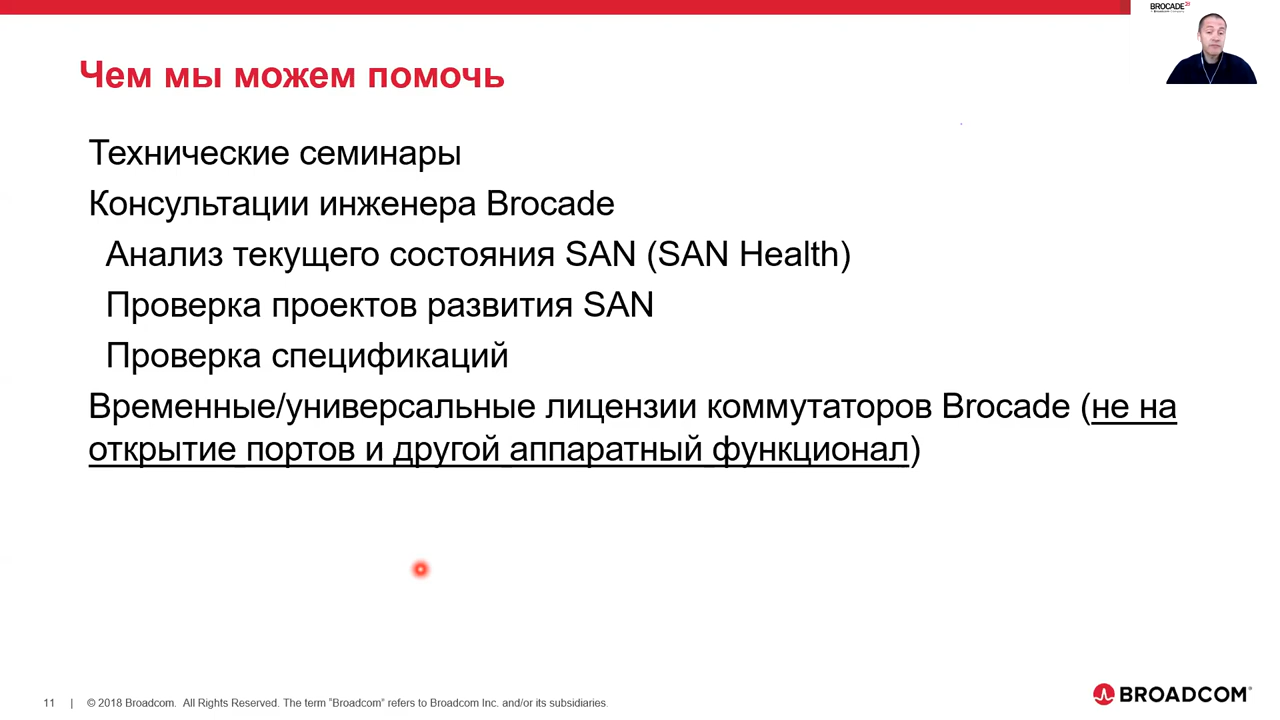 BROCADE
Чем мы можем помочь
Технические семинары
Консультации инженера Brocade
Анализ текущего состояния SAN (SAN Health)
Проверка проектов развития SAN
Проверка спецификаций
Временные/универсальные лицензии коммутаторов Brocade (не на
открытие портов и другой аппаратный функционал)
11 | © 2018 Broadcom. All Rights Reserved. The term “Broadcom” refers to Broadcom Inc. and/or its subsidiaries.
BROADCOM®